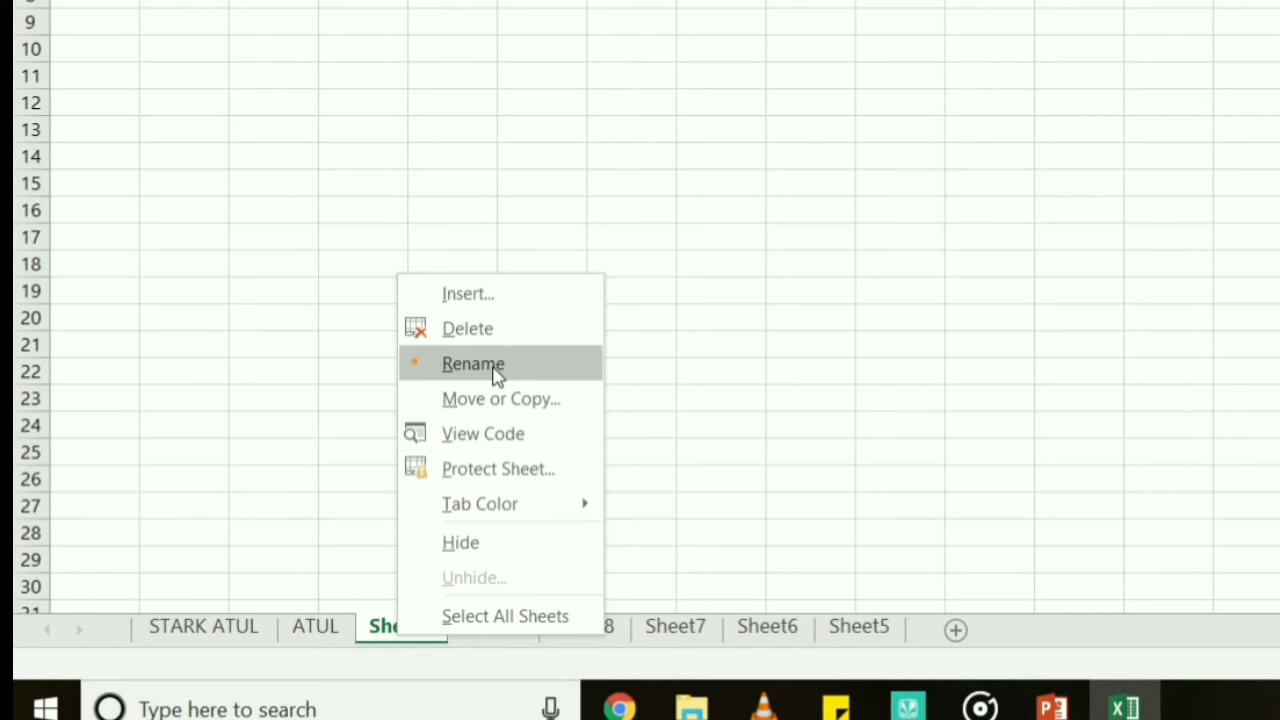 9
10
11
12
13
14
15
16
17
18
19
20
21
22
23
24
25
26
27
28
29
30
Insert...
Delete
Rename
Move or Copy...
View Code
Protect Sheet...
Tab Color
Hide
Unhide...
Select All Sheets
STARK ATUL ATUL She 8 Sheet7 Sheet6 Sheet5
Type here to search